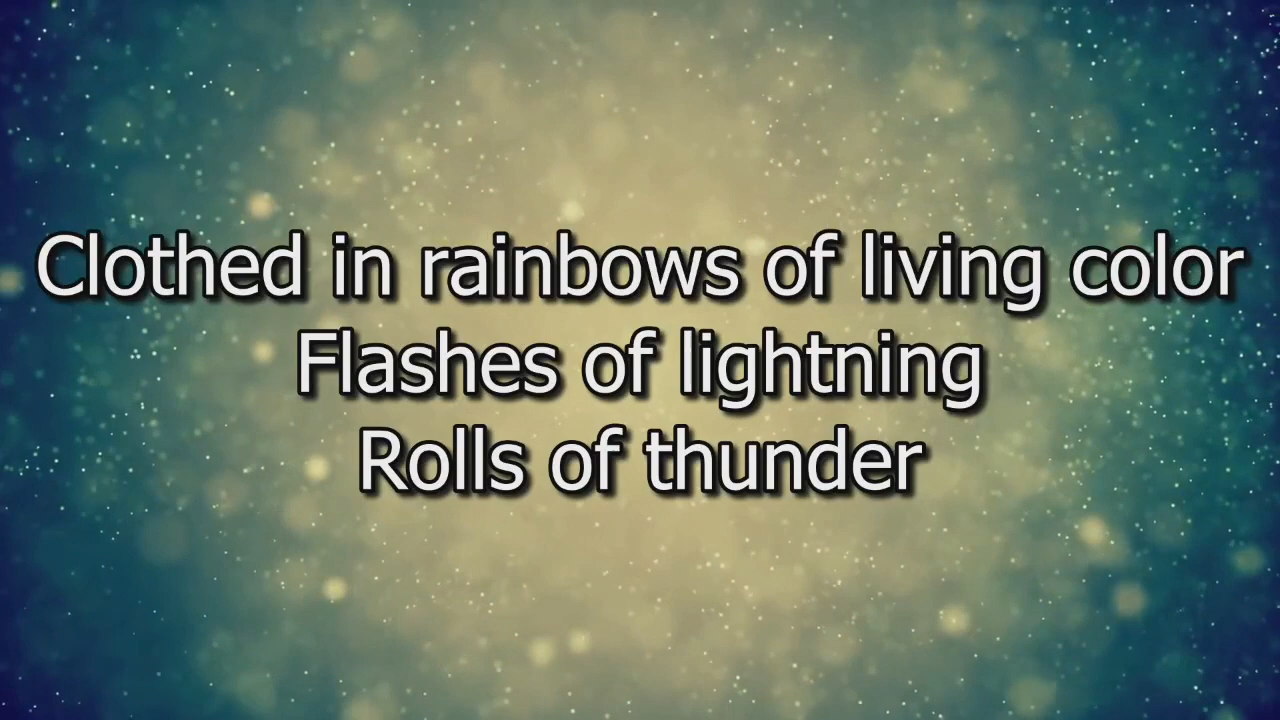 Clothed in rainbows of living color
Flashes of lightning
Rolls of thunder